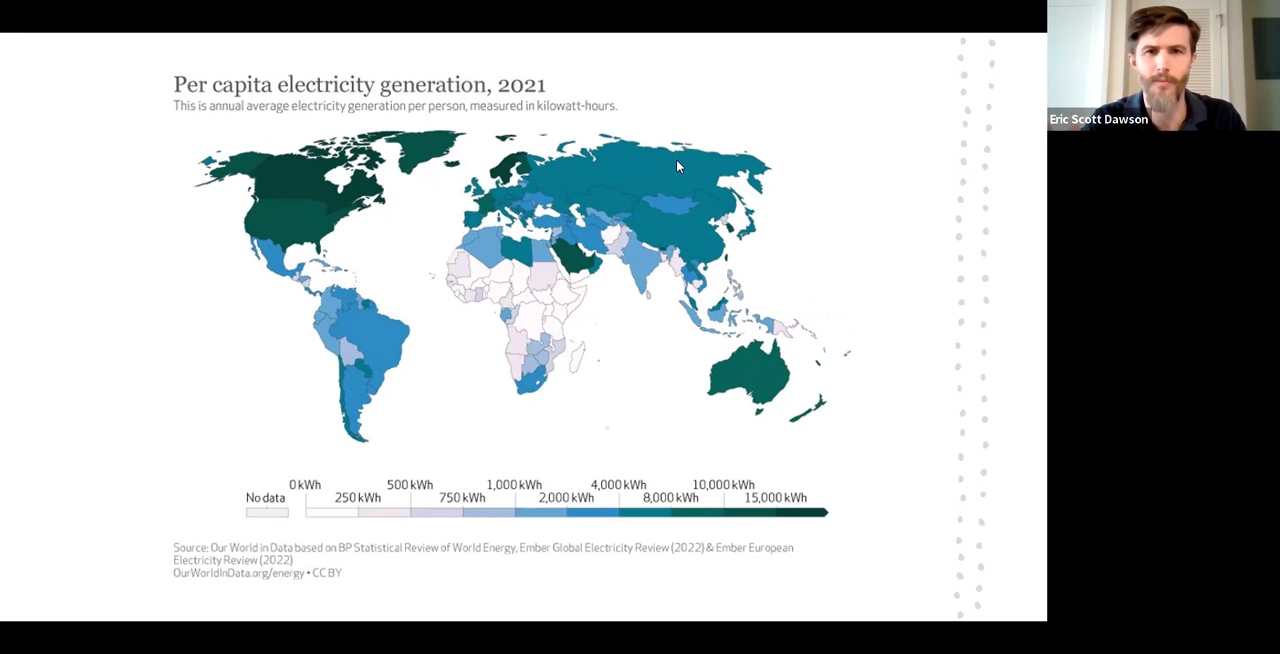 Per capita electricity generation, 2021
This is annual average electricity generation per person, measured in kilowatt-hours.
Eric Scott Dawson
0 kWh 500 kWh 1,000 kWh 4,000 kWh 10,000 kWh
No data 250 kWh 750 kWh 2,000 kWh 8,000 kWh 15,000 kWh
Source: Our World in Data based on BP Statistical Review of World Energy, Ember Global Electricity Review (2022) & Ember European
Electricity Review (2022)
OurWorldInData.org/energy • CC BY